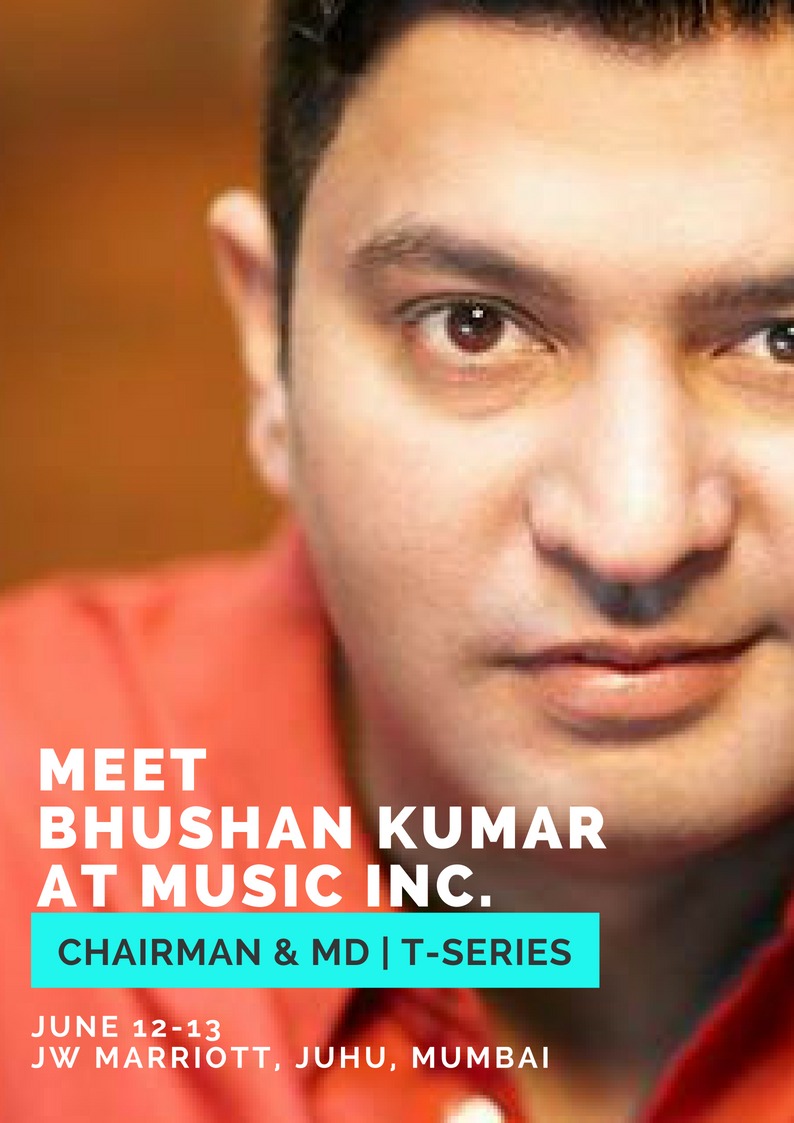 MEET
BHUSHAN KUMAR
AT MUSIC INC.
CHAIRMAN & MD | T-SERIES
JUNE 12-13
JW MARRIOTT, JUHU, MUMBAI